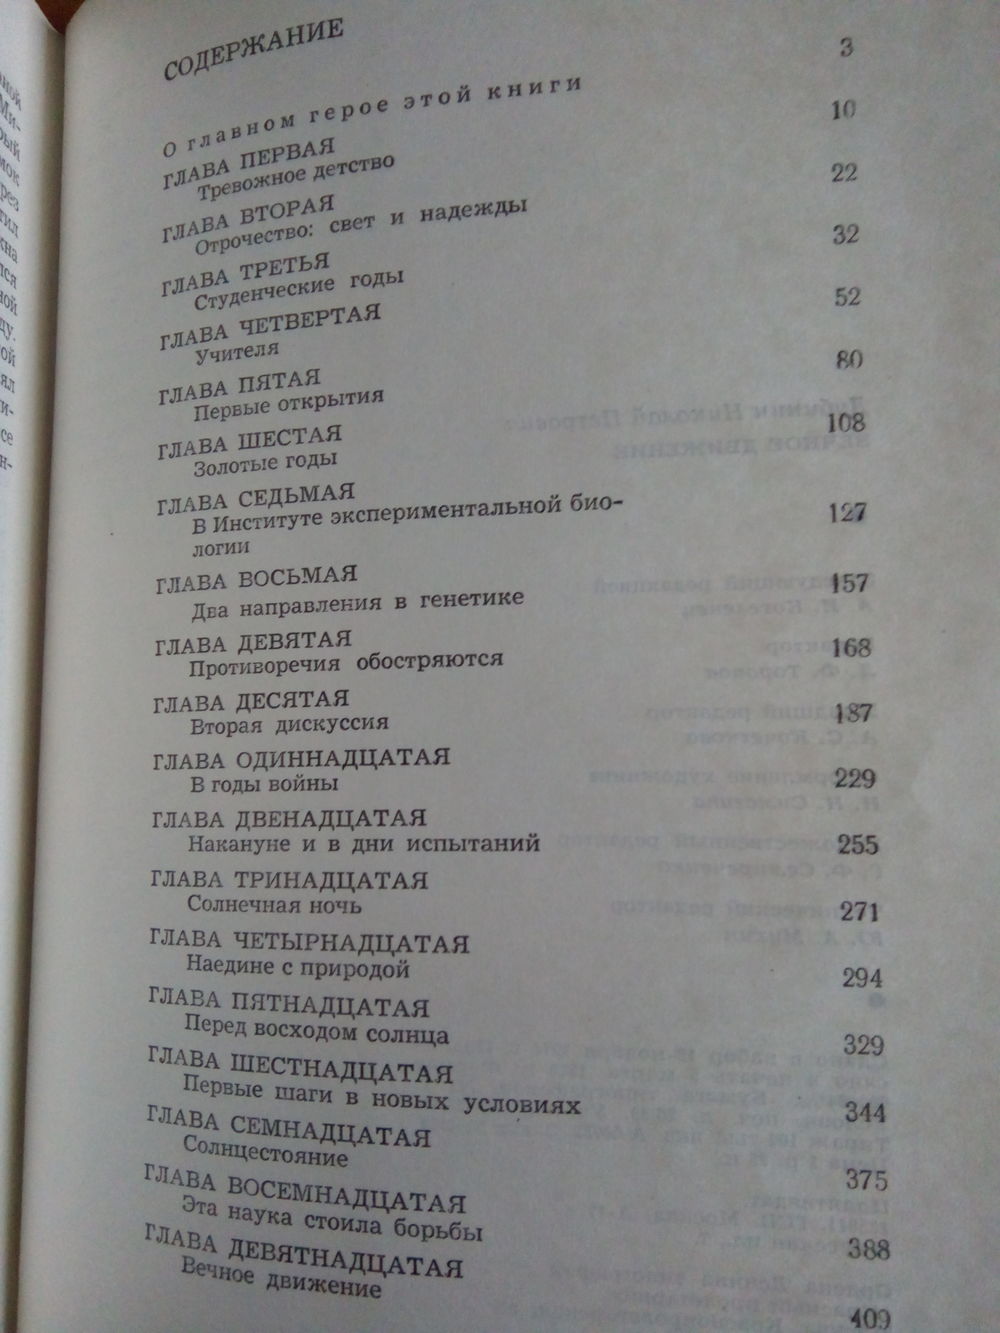 СОДЕРЖАНИЕ
О главном герое этой книги 3
ГЛАВА ПЕРВАЯ
Тревожное детство 10
ГЛАВА ВТОРАЯ
Отрочество: свет и надежды 22
ГЛАВА ТРЕТЬЯ
Студенческие годы 32
ГЛАВА ЧЕТВЕРТАЯ
Учителя 52
ГЛАВА ПЯТАЯ
Первые открытия 80
ГЛАВА ШЕСТАЯ
Золотые годы 108
ГЛАВА СЕДЬМАЯ
В Институте экспериментальной био-
логии 127
ГЛАВА ВОСЬМАЯ
Два направления в генетике 157
ГЛАВА ДЕВЯТАЯ
Противоречия обостряются 168
ГЛАВА ДЕСЯТАЯ
Вторая дискуссия 187
ГЛАВА ОДИННАДЦАТАЯ
В годы войны 229
ГЛАВА ДВЕНАДЦАТАЯ
Накануне и в дни испытаний 255
ГЛАВА ТРИНАДЦАТАЯ
Солнечная ночь 271
ГЛАВА ЧЕТЫРНАДЦАТАЯ
Наедине с природой 294
ГЛАВА ПЯТНАДЦАТАЯ
Перед восходом солнца 329
ГЛАВА ШЕСТНАДЦАТАЯ
Первые шаги в новых условиях 344
ГЛАВА СЕМНАДЦАТАЯ
Солнцестояние 375
ГЛАВА ВОСЕМНАДЦАТАЯ
Эта наука стоила борьбы 388
ГЛАВА ДЕВЯТНАДЦАТАЯ
Вечное движение 409